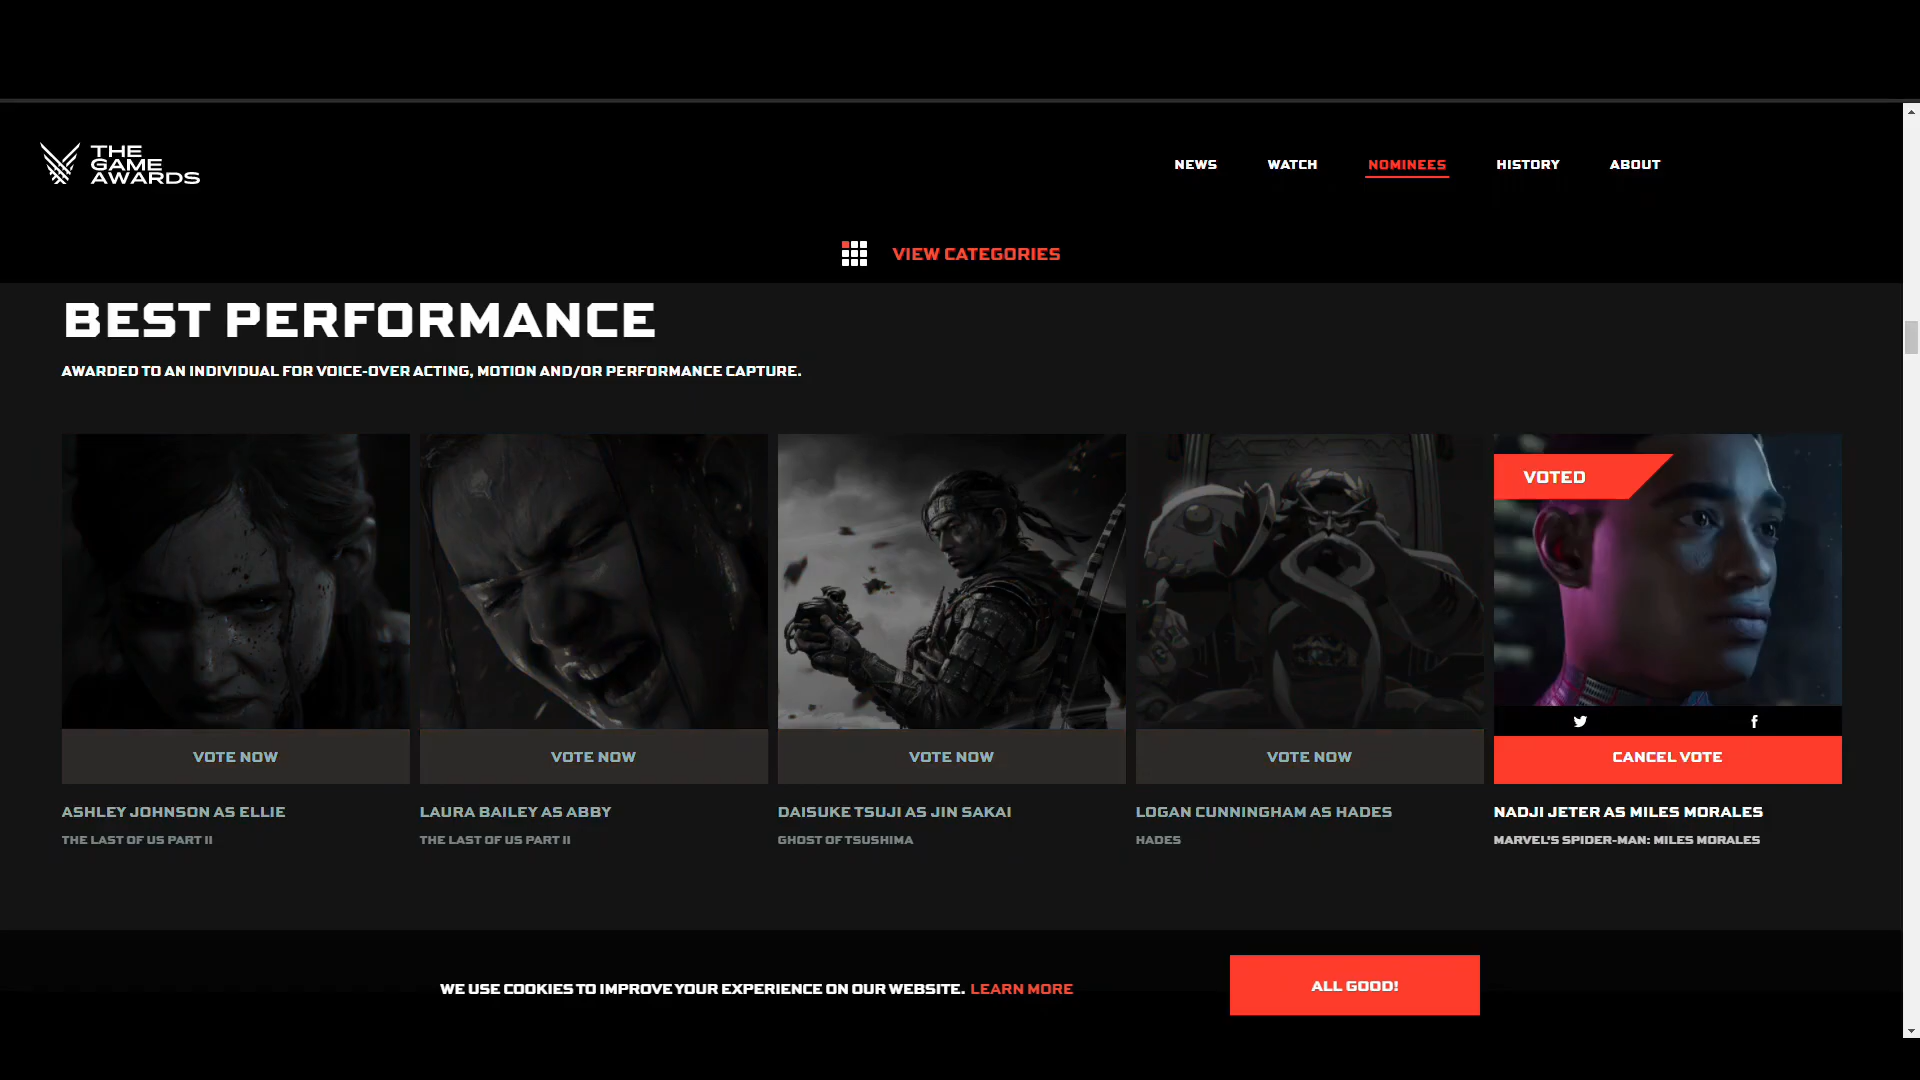 THE
GAME
AWARDS
NEWS
WATCH
NOMINEES
HISTORY
ABOUT
VIEW CATEGORIES
BEST PERFORMANCE
AWARDED TO AN INDIVIDUAL FOR VOICE-OVER ACTING, MOTION AND/OR PERFORMANCE CAPTURE.
VOTED
VOTE NOW
VOTE NOW
VOTE NOW
VOTE NOW
CANCEL VOTE
ASHLEY JOHNSON AS ELLIE
THE LAST OF US PART II
LAURA BAILEY AS ABBY
THE LAST OF US PART II
DAISUKE TSUJI AS JIN SAKAI
GHOST OF TSUSHIMA
LOGAN CUNNINGHAM AS HADES
HADES
NADJI JETER AS MILES MORALES
MARVEL'S SPIDER-MAN: MILES MORALES
WE USE COOKIES TO IMPROVE YOUR EXPERIENCE ON OUR WEBSITE. LEARN MORE
ALL GOOD!